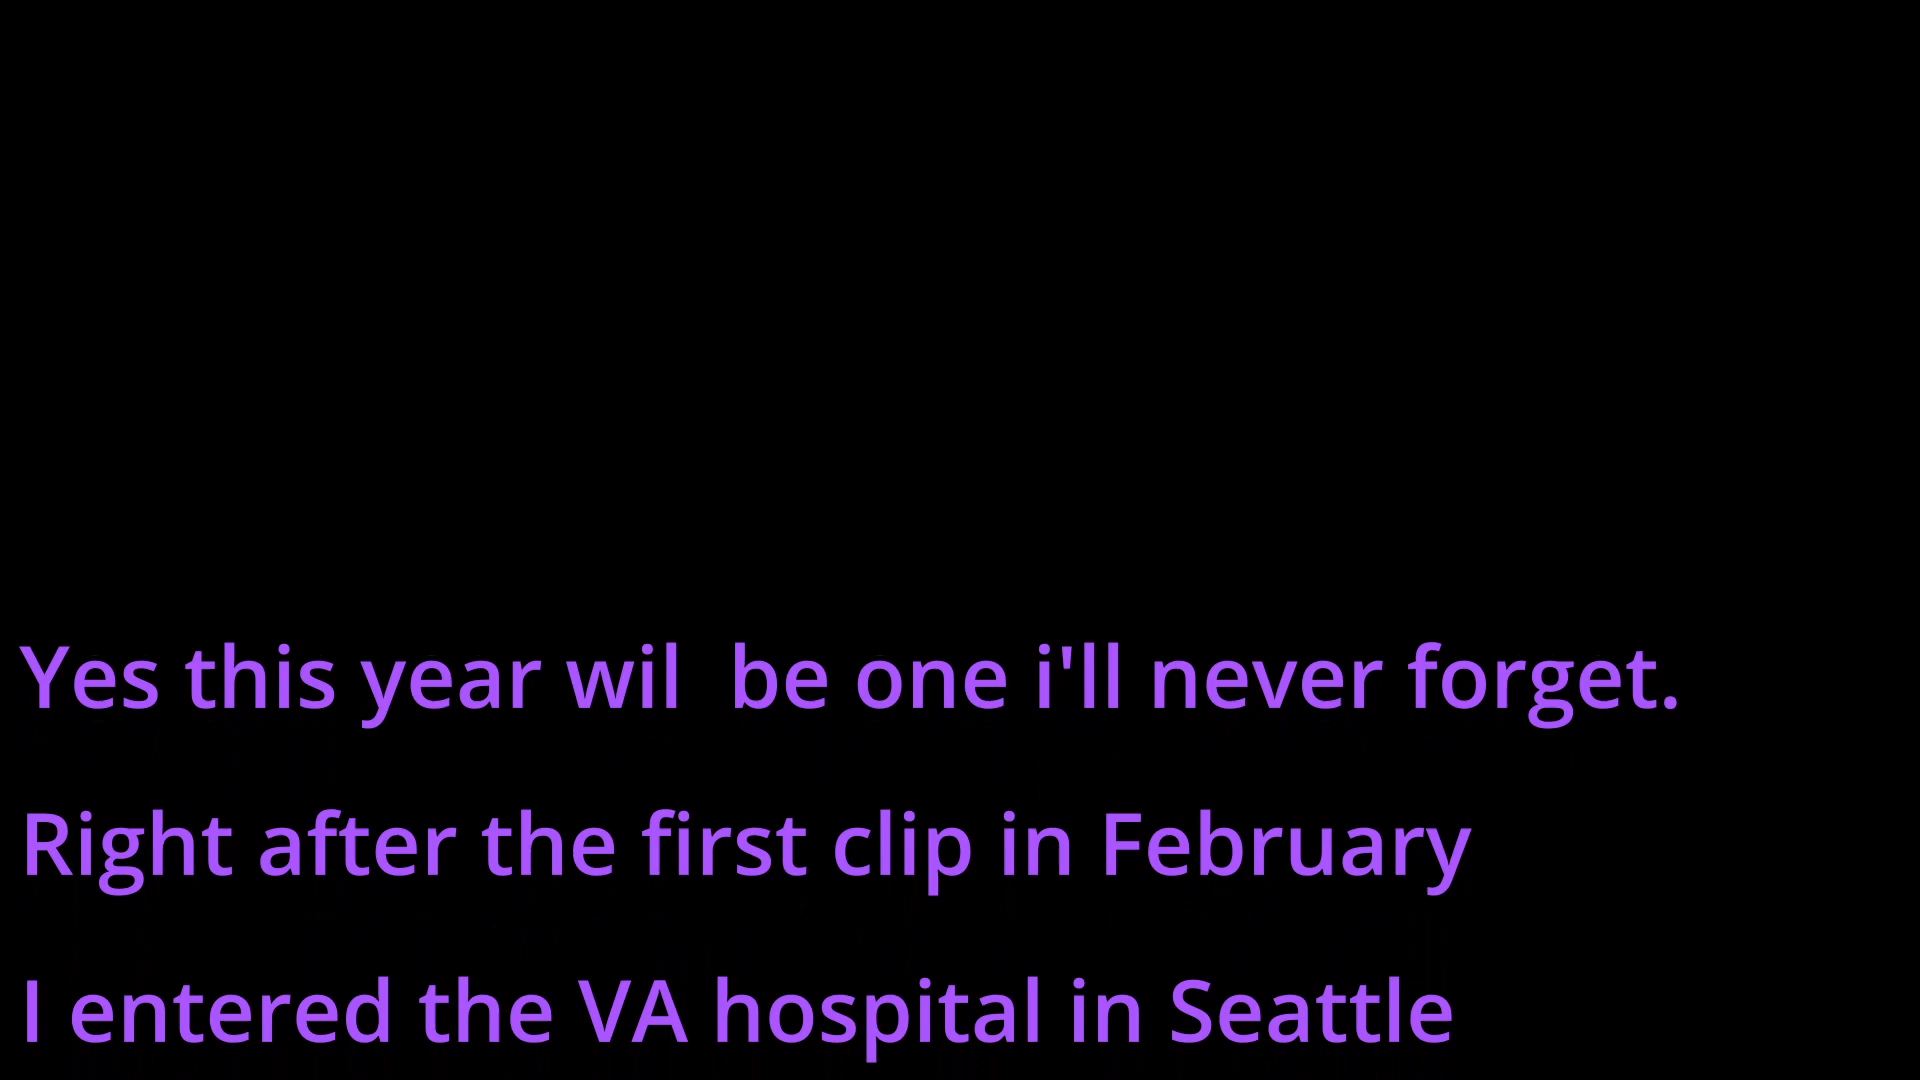 Yes this year wil  be one i'll never forget.
Right after the first clip in February
I entered the VA hospital in Seattle